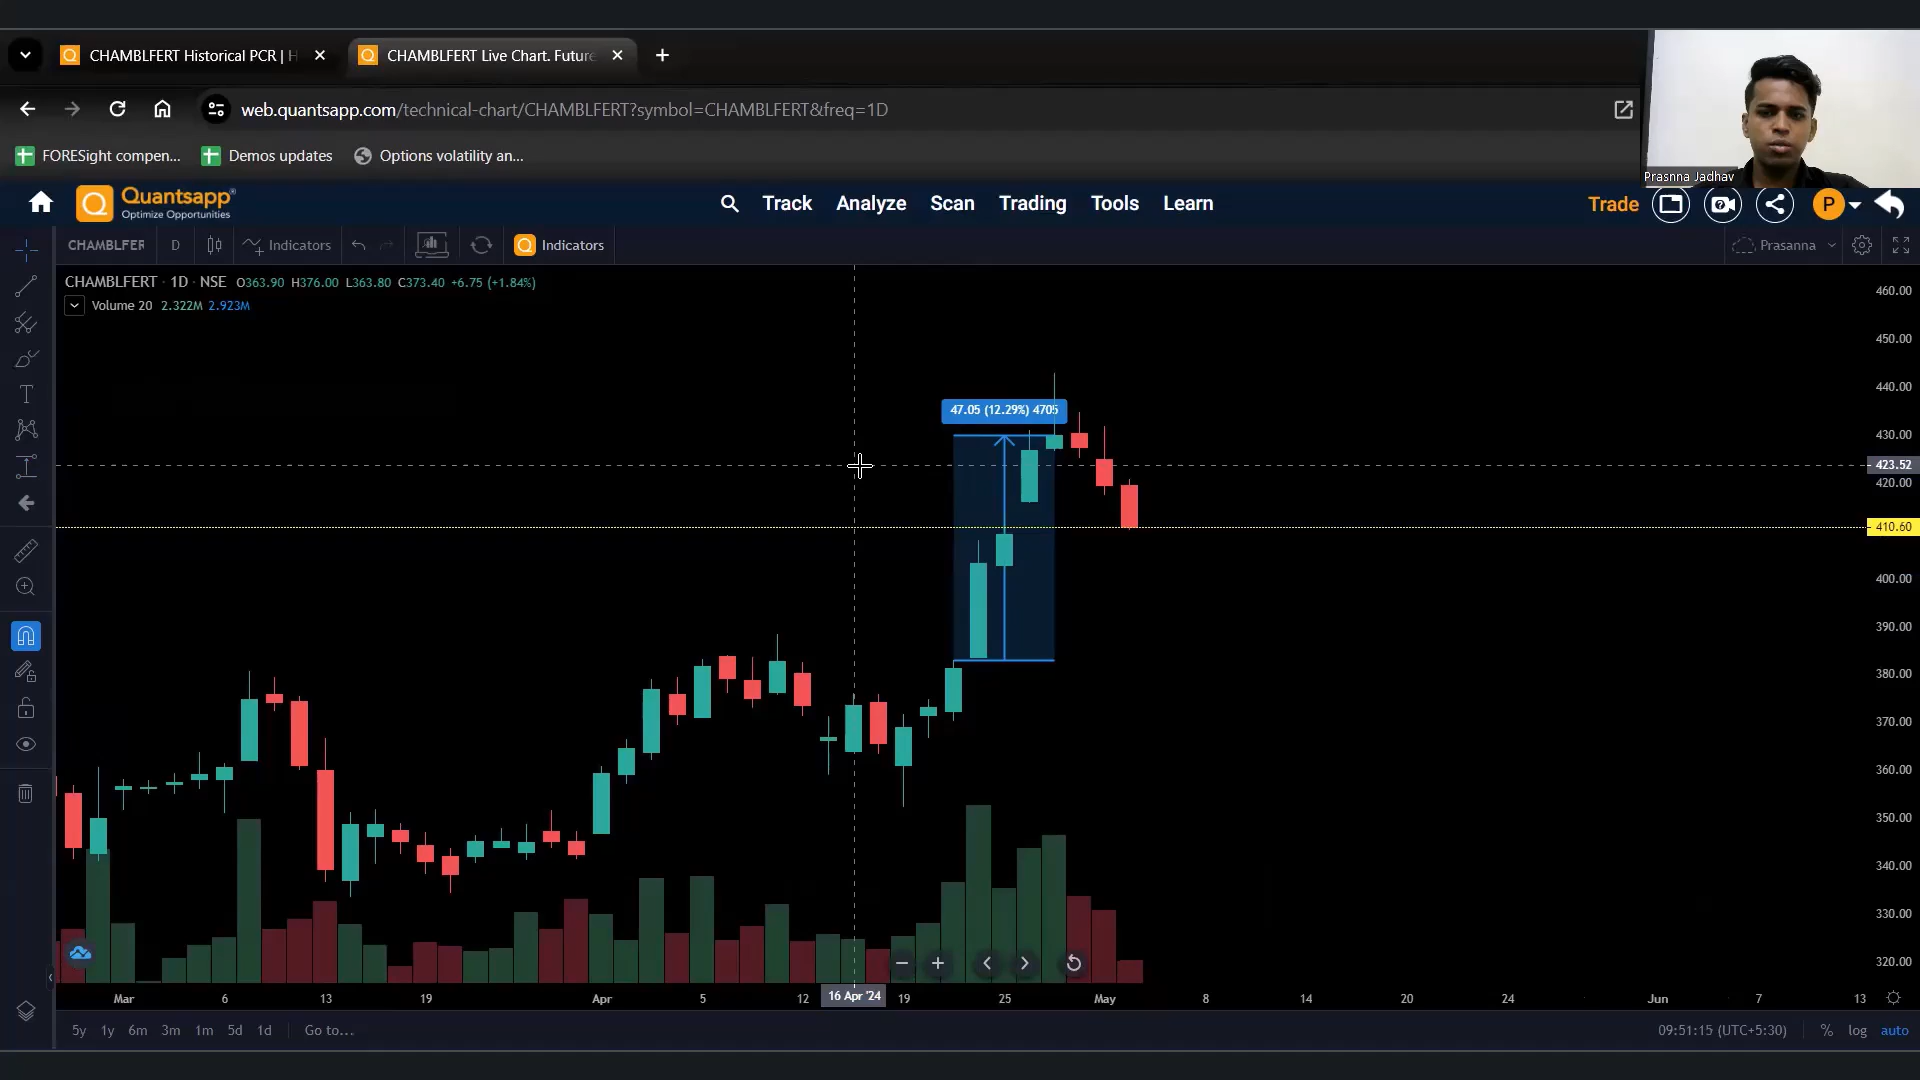 CHAMBLFERT Historical PCR | H
CHAMBLFERT Live Chart. Future
web.quantsapp.com/technical-chart/CHAMBLFERT?symbol=CHAMBLFERT&freq=1D
FORESight compen...
Demos updates
Options volatility an...
Prasnna Jadhav
Quantsapp
Optimize Opportunities
Track
Analyze
Scan
Trading
Tools
Learn
Trade
P
CHAMBLFER
D
Indicators
Indicators
Prasanna
CHAMBLFERT · 1D · NSE O363.90 H376.00 L363.80 C373.40 +6.75 (+1.84%)
Volume 20 2.322M 2.923M
460.00
450.00
440.00
47.05 (12.29%) 4705
430.00
423.52
420.00
410.60
400.00
390.00
380.00
370.00
360.00
350.00
340.00
330.00
320.00
Mar 6 13 19 Apr 5 12 16 Apr '24 19 25 May 8 14 20 24 Jun 7 13
5y 1y 6m 3m 1m 5d 1d Go to... 09:51:15 (UTC+5:30) % log auto